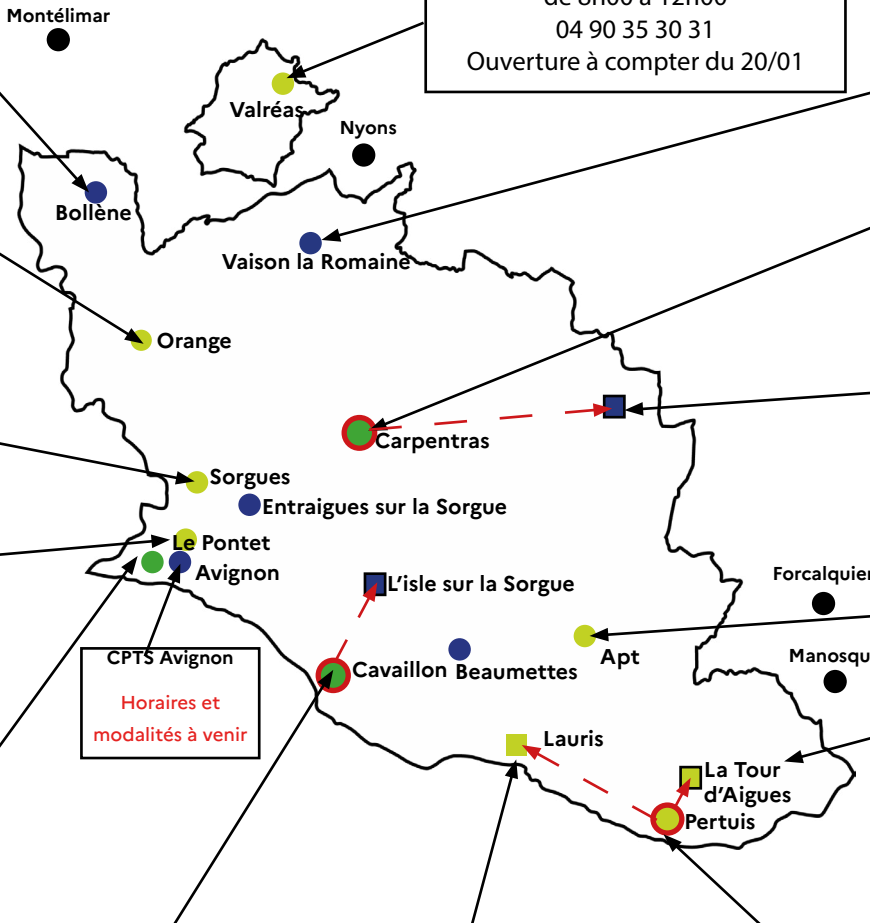 de 8h00 à 12h00
04 90 35 30 31
Ouverture à compter du 20/01
Montélimar
Valréas
Nyons
Bollène
Vaison la Romaine
Orange
Carpentras
Sorgues
Entraigues sur la Sorgue
Le Pontet
Avignon
L'isle sur la Sorgue
Forcalquier
CPTS Avignon
Horaires et
modalités à venir
Cavaillon
Beaumettes
Apt
Manosqu
Lauris
La Tour
d'Aigues
Pertuis